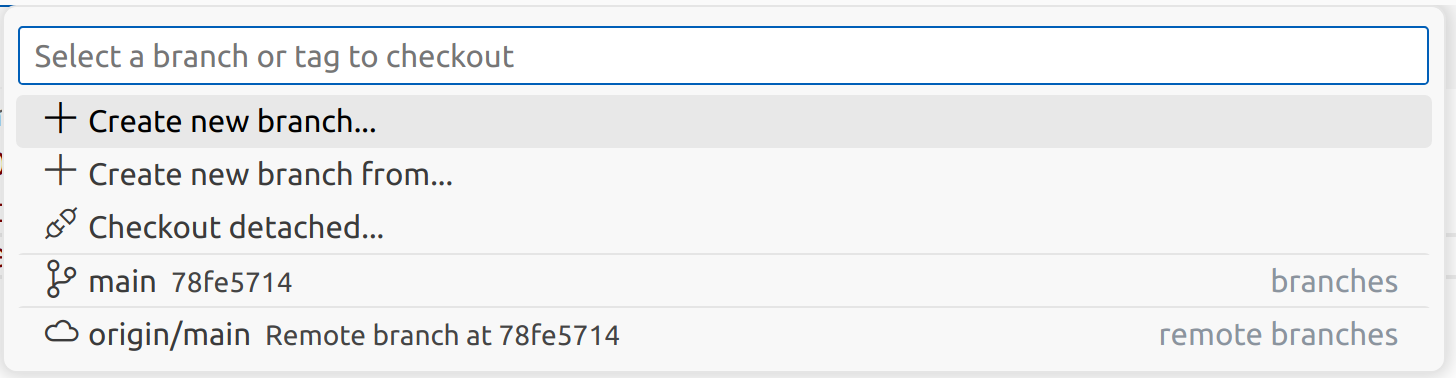 Select a branch or tag to checkout
Create new branch...
Create new branch from...
Checkout detached...
main 78fe5714 branches
origin/main Remote branch at 78fe5714 remote branches